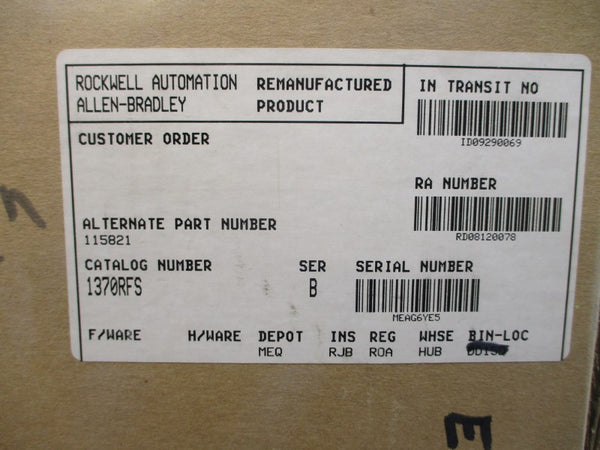 ROCKWELL AUTOMATION REMANUFACTURED IN TRANSIT NO
ALLEN-BRADLEY PRODUCT
ID09290069
CUSTOMER ORDER
RA NUMBER
RD08120078
ALTERNATE PART NUMBER
115821
CATALOG NUMBER SER SERIAL NUMBER
1370RFS B
MEAG6YE5
F/WARE H/WARE DEPOT INS REG WHSE BIN-LOC
MEQ RJB ROA HUB
E